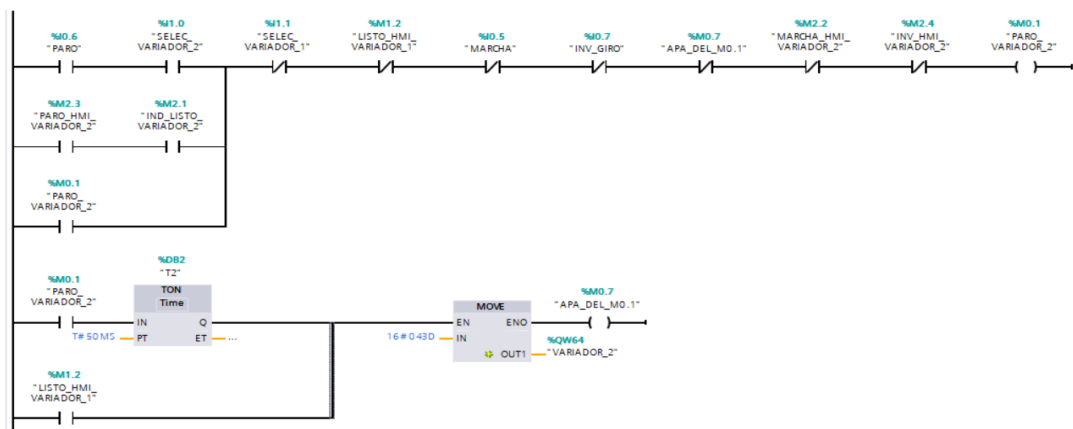 %I0.6
"PARO"
%I1.0
"SELEC_
VARIADOR_2"
%I1.1
"SELEC_
VARIADOR_1"
%M1.2
"LISTO_HMI_
VARIADOR_1"
%I0.5
"MARCHA"
%I0.7
"INV_GIRO"
%M0.7
"APA_DEL_M0.1"
%M2.2
"MARCHA_HMI_
VARIADOR_2"
%M2.4
"INV_HMI_
VARIADOR_2"
%M0.1
"PARO_
VARIADOR_2"
%M2.3
"PARO_HMI_
VARIADOR_2"
%M2.1
"IND_LISTO_
VARIADOR_2"
%M0.1
"PARO_
VARIADOR_2"
%M0.1
"PARO_
VARIADOR_2"
%DB2
"T2"
TON
Time
IN Q
T#50MS PT ET ...
MOVE
EN ENO
16#043D IN
OUT1
%M0.7
"APA_DEL_M0.1"
%QW64
"VARIADOR_2"
%M1.2
"LISTO_HMI_
VARIADOR_1"